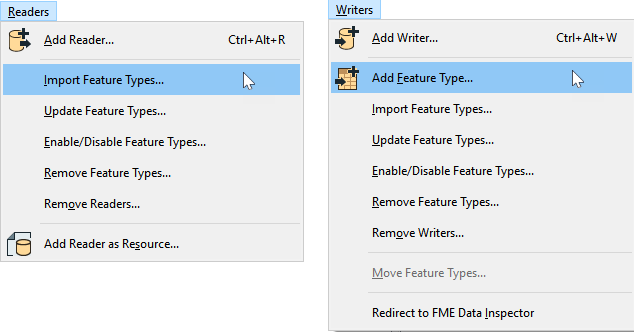 Readers
Add Reader... Ctrl+Alt+R
Import Feature Types...
Update Feature Types...
Enable/Disable Feature Types...
Remove Feature Types...
Remove Readers...
Add Reader as Resource...
Writers
Add Writer... Ctrl+Alt+W
Add Feature Type...
Import Feature Types...
Update Feature Types...
Enable/Disable Feature Types...
Remove Feature Types...
Remove Writers...
Move Feature Types...
Redirect to FME Data Inspector